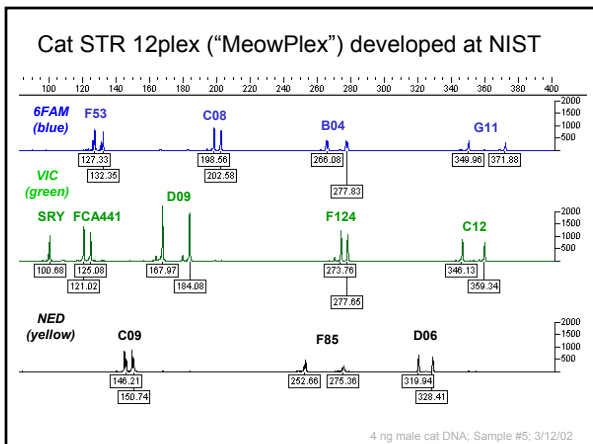 Cat STR 12plex (“MeowPlex”) developed at NIST
100 120 140 160 180 200 220 240 260 280 300 320 340 360 380 400
6FAM
(blue)
F53 C08 B04 G11
2000
1500
1000
500
127.33 198.56 266.08 349.96 371.88
132.35 202.58 277.83
VIC
(green)
SRY FCA441 D09 F124 C12
2000
1500
1000
500
100.68 125.08 167.97 273.76 346.13
121.02 184.08 277.65 359.34
NED
(yellow)
C09 F85 D06
2000
1500
1000
500
146.21 252.66 275.36 319.94
150.74 328.41
4 ng male cat DNA; Sample #5; 3/12/02